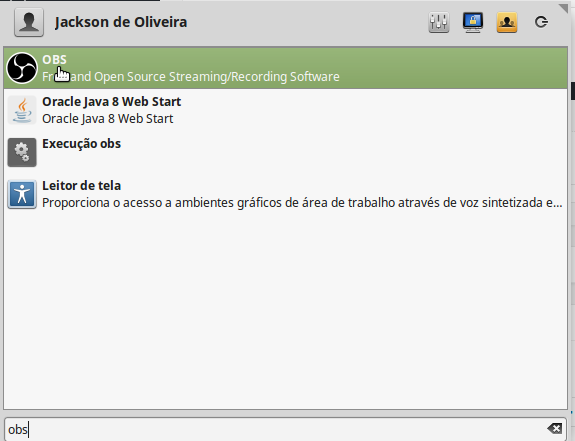 Jackson de Oliveira
OBS
Free and Open Source Streaming/Recording Software
Oracle Java 8 Web Start
Oracle Java 8 Web Start
Execução obs
Leitor de tela
Proporciona o acesso a ambientes gráficos de área de trabalho através de voz sintetizada e...
obs